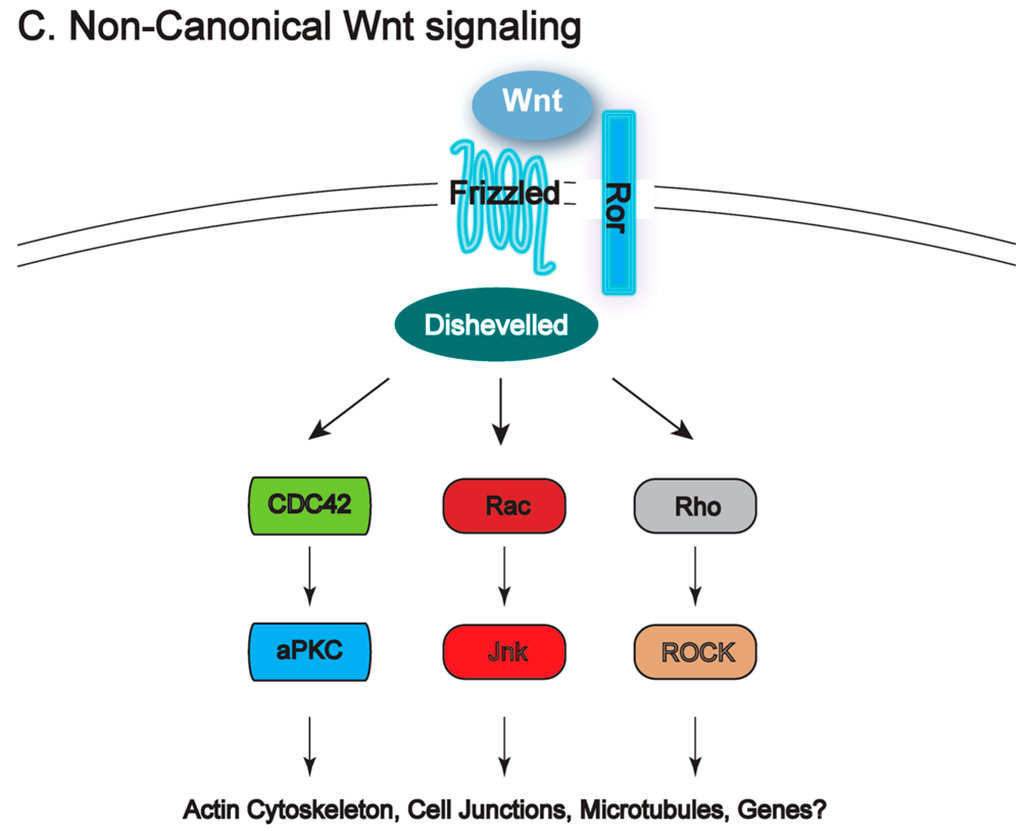 C. Non-Canonical Wnt signaling
Wnt
Frizzled
Ror
Dishevelled
CDC42
Rac
Rho
aPKC
Jnk
ROCK
Actin Cytoskeleton, Cell Junctions, Microtubules, Genes?